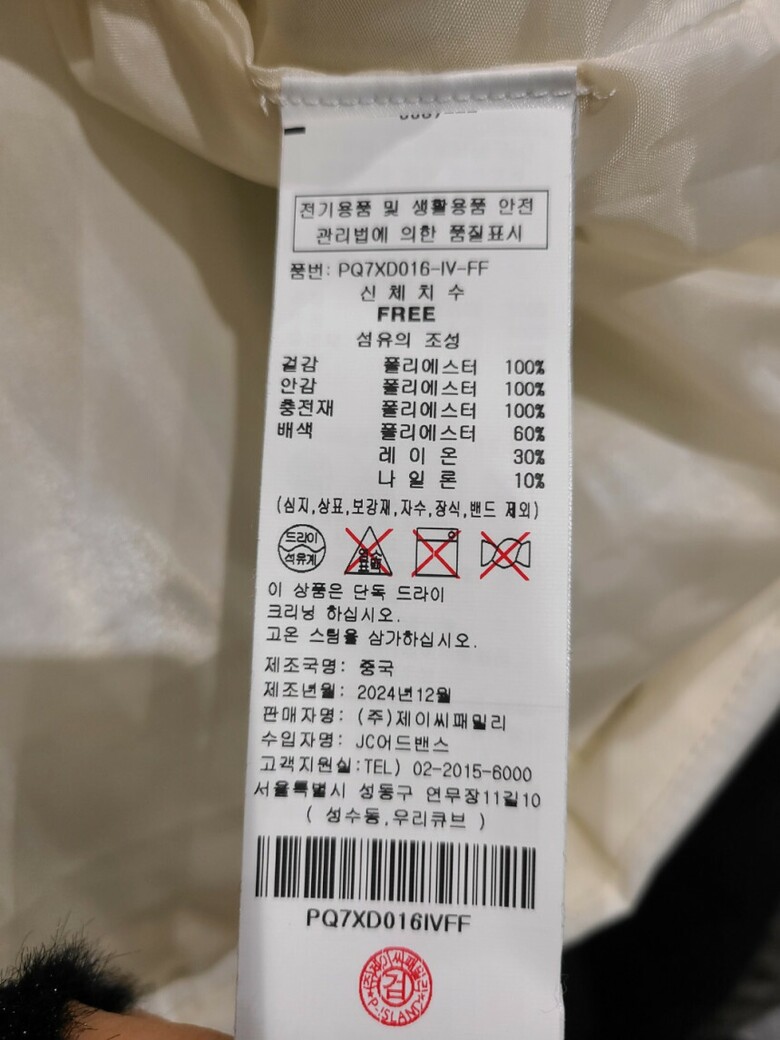 전기용품 및 생활용품 안전
관리법에 의한 품질표시
품번: PQ7XD016-IV-FF
신 체 치 수
FREE
섬유의 조성
겉감 폴리에스터 100%
안감 폴리에스터 100%
충전재 폴리에스터 100%
배색 폴리에스터 60%
레 이 온 30%
나 일 론 10%
(심지,상표,보강재,자수,장식,밴드 제외)
드라이
석유계
이 상품은 단독 드라이
크리닝 하십시오.
고온 스팀을 삼가하십시오.
제조국명: 중국
제조년월: 2024년12월
판매자명: (주)제이씨패밀리
수입자명: JC어드밴스
고객지원실:TEL) 02-2015-6000
서울특별시 성동구 연무장11길10
( 성수동,우리큐브 )
PQ7XD016IVFF
(주)제이씨패밀리
검
P-ISLAND